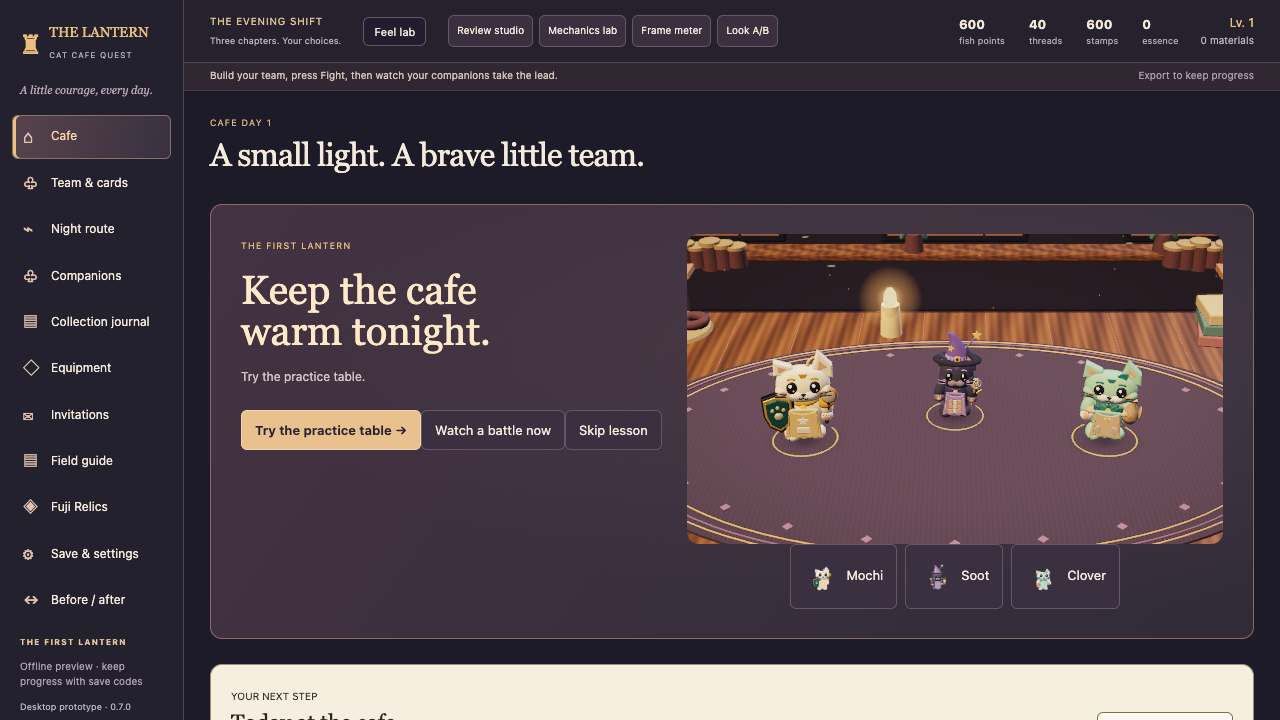 THE LANTERN
CAT CAFE QUEST
A little courage, every day.
Cafe
Team & cards
Night route
Companions
Collection journal
Equipment
Invitations
Field guide
Fuji Relics
Save & settings
Before / after
THE FIRST LANTERN
Offline preview · keep
progress with save codes
Desktop prototype · 0.7.0
THE EVENING SHIFT
Three chapters. Your choices.
Feel lab
Review studio
Mechanics lab
Frame meter
Look A/B
600
fish points
40
threads
600
stamps
0
essence
Lv. 1
0 materials
Build your team, press Fight, then watch your companions take the lead.
Export to keep progress
CAFE DAY 1
A small light. A brave little team.
THE FIRST LANTERN
Keep the cafe
warm tonight.
Try the practice table.
Try the practice table →
Watch a battle now
Skip lesson
Mochi
Soot
Clover
YOUR NEXT STEP
Today at the cafe